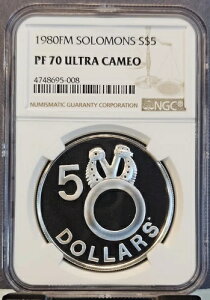 1980FM SOLOMONS S$5
PF 70 ULTRA CAMEO
4748695-008
NUMISMATIC GUARANTY CORPORATION
NGC
5
DOLLARS